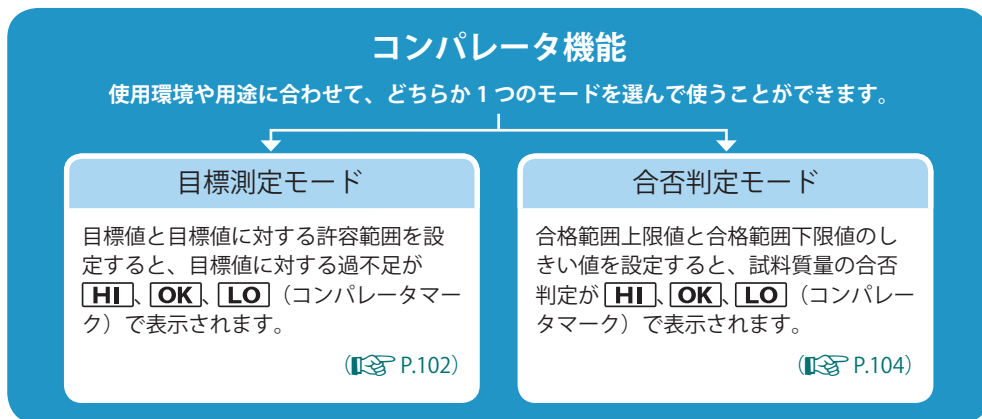 コンパレータ機能
使用環境や用途に合わせて、どちらか 1 つのモードを選んで使うことができます。
目標測定モード
目標値と目標値に対する許容範囲を設
定すると、目標値に対する過不足が
HI、OK、LO（コンパレータマー
ク）で表示されます。
(P.102)
合否判定モード
合格範囲上限値と合格範囲下限値のし
きい値を設定すると、試料質量の合否
判定が HI、OK、LO（コンパレー
タマーク）で表示されます。
(P.104)